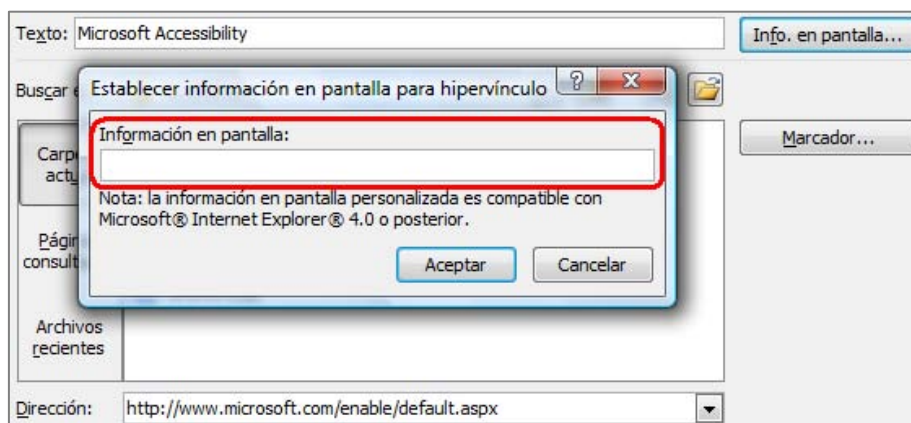 Texto: Microsoft Accessibility
Info. en pantalla...
Establecer información en pantalla para hipervínculo
Información en pantalla:
Marcador...
Nota: la información en pantalla personalizada es compatible con
Microsoft® Internet Explorer® 4.0 o posterior.
Aceptar Cancelar
Archivos
recientes
Dirección: http://www.microsoft.com/enable/default.aspx